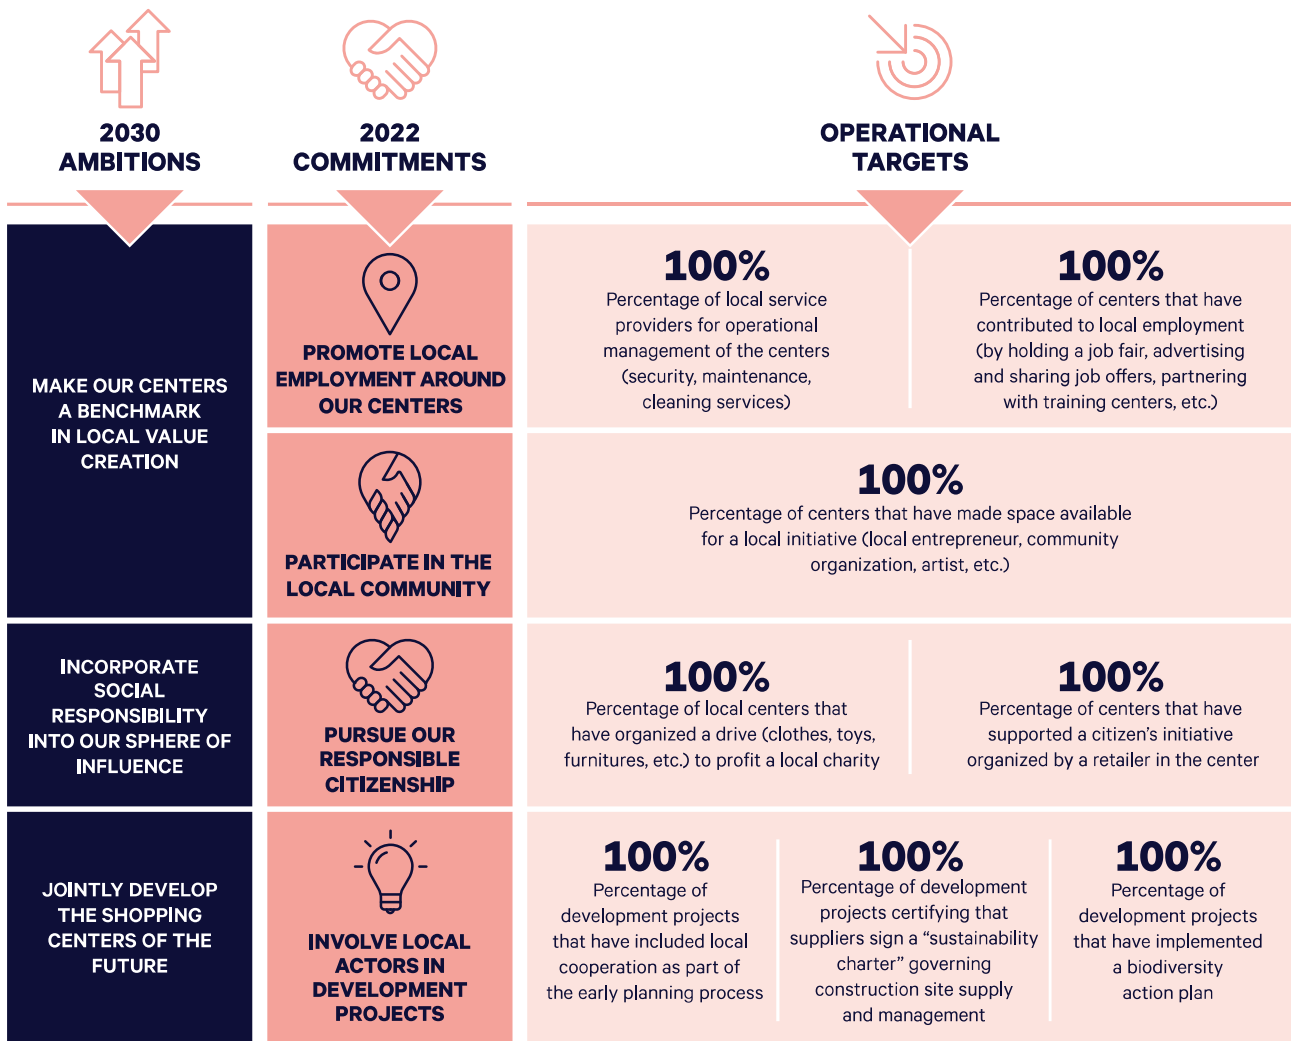 2030
AMBITIONS
2022
COMMITMENTS
OPERATIONAL
TARGETS
MAKE OUR CENTERS
A BENCHMARK
IN LOCAL VALUE
CREATION
PROMOTE LOCAL
EMPLOYMENT AROUND
OUR CENTERS
100%
Percentage of local service
providers for operational
management of the centers
(security, maintenance,
cleaning services)
100%
Percentage of centers that have
contributed to local employment
(by holding a job fair, advertising
and sharing job offers, partnering
with training centers, etc.)
PARTICIPATE IN THE
LOCAL COMMUNITY
100%
Percentage of centers that have made space available
for a local initiative (local entrepreneur, community
organization, artist, etc.)
INCORPORATE
SOCIAL
RESPONSIBILITY
INTO OUR SPHERE OF
INFLUENCE
PURSUE OUR
RESPONSIBLE
CITIZENSHIP
100%
Percentage of local centers that
have organized a drive (clothes, toys,
furnitures, etc.) to profit a local charity
100%
Percentage of centers that have
supported a citizen's initiative
organized by a retailer in the center
JOINTLY DEVELOP
THE SHOPPING
CENTERS OF THE
FUTURE
INVOLVE LOCAL
ACTORS IN
DEVELOPMENT
PROJECTS
100%
Percentage of
development projects
that have included local
cooperation as part of
the early planning process
100%
Percentage of development
projects certifying that
suppliers sign a “sustainability
charter” governing
construction site supply
and management
100%
Percentage of
development projects
that have implemented
a biodiversity
action plan